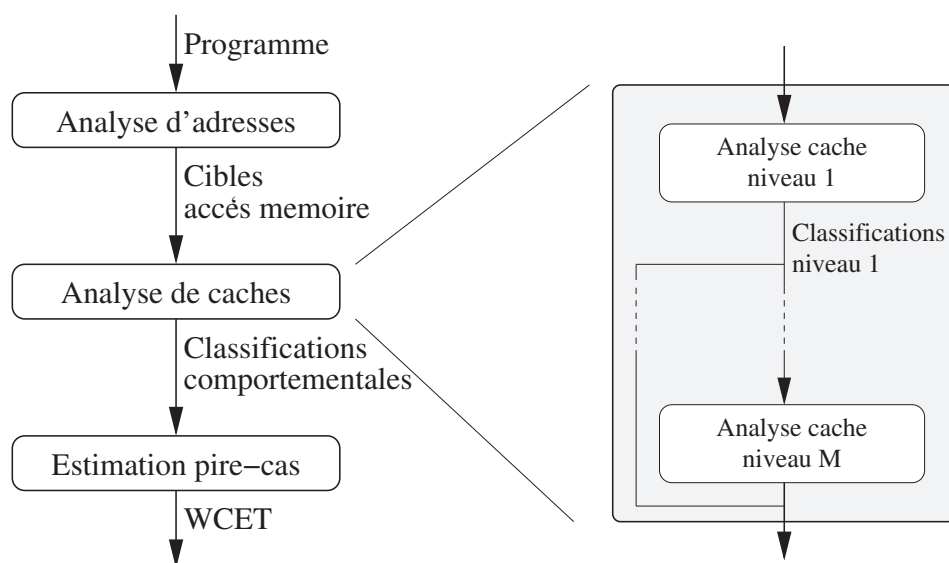 Programme
Analyse d'adresses
Cibles
accés memoire
Analyse de caches
Classifications
comportementales
Estimation pire−cas
WCET
Analyse cache
niveau 1
Classifications
niveau 1
Analyse cache
niveau M